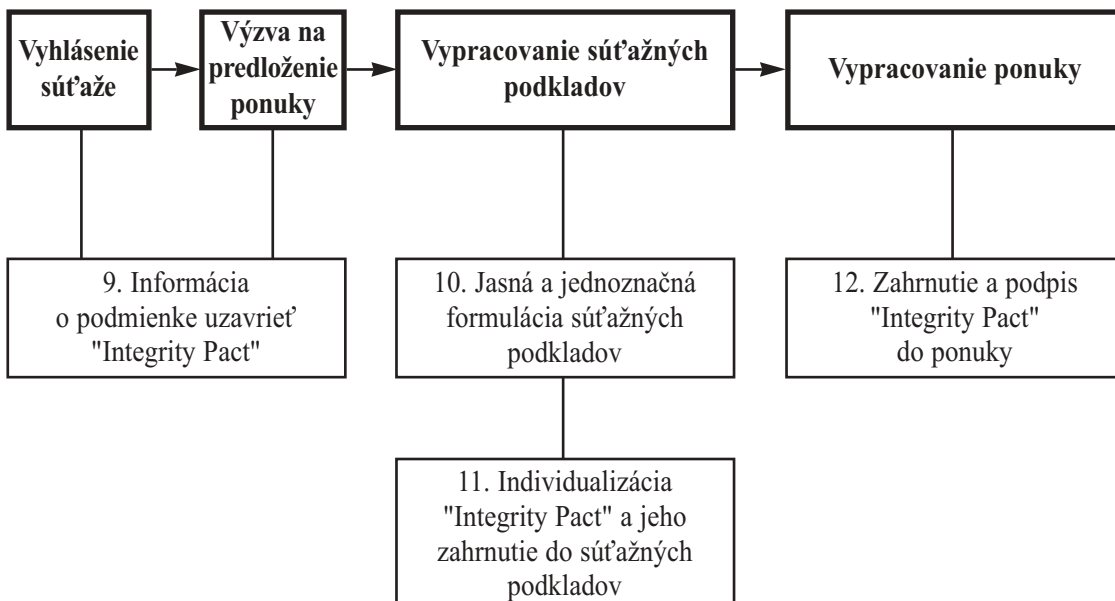 Vyhlásenie
súťaže
Výzva na
predloženie
ponuky
Vypracovanie súťažných
podkladov
Vypracovanie ponuky
9. Informácia
o podmienke uzavrieť
"Integrity Pact"
10. Jasná a jednoznačná
formulácia súťažných
podkladov
12. Zahrnutie a podpis
"Integrity Pact"
do ponuky
11. Individualizácia
"Integrity Pact" a jeho
zahrnutie do súťažných
podkladov